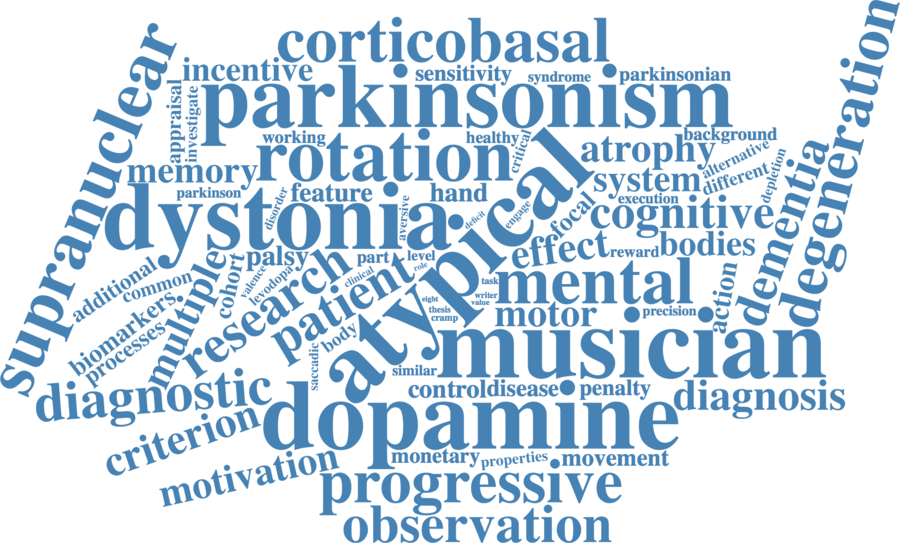 corticobasal
supranuclear
incentive
sensitivity
syndrome
parkinsonian
degeneration
appraisal
investigate
parkinsonism
working
healthy
critical
background
memory
rotation
atrophy
alternative
different
depletion
parkinson
disorder
feature
hand
system
execution
dementia
dystonia
aversive
deficit
engage
focal
cognitive
atypical
effect
reward
bodies
additional
common
multiple
cohort
palsy
valence
levodopa
research
part
level
clinical
role
patient
task
mental
action
biomarkers
processes
eight
writer
value
thesis
cramp
motor
precision
saccadic
body
similar
musician
diagnostic
control
disease
penalty
diagnosis
criterion
dopamine
motivation
monetary
properties
movement
progressive
observation